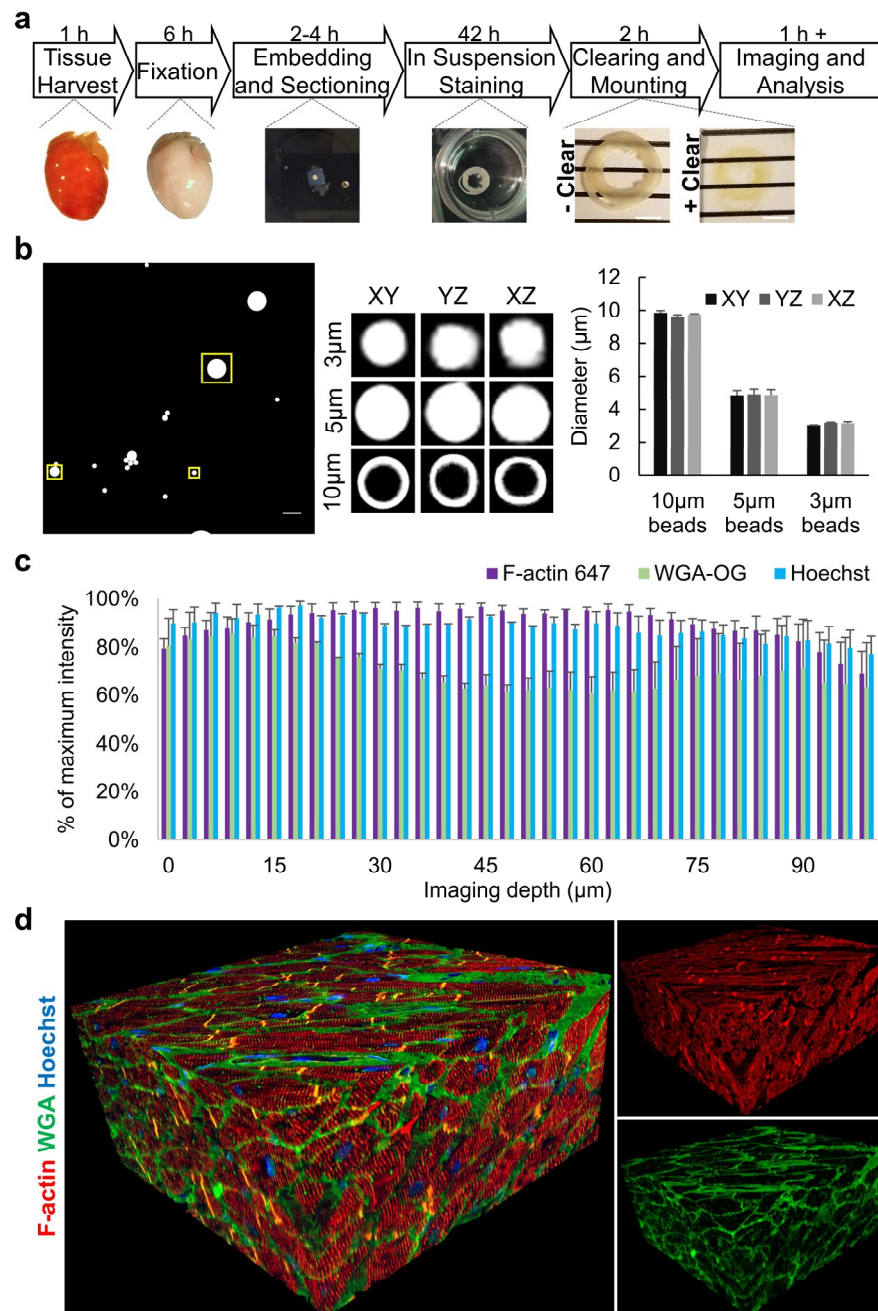 a
1 h
6 h
2-4 h
42 h
2 h
1 h +
Tissue
Harvest
Fixation
Embedding
and Sectioning
In Suspension
Staining
Clearing and
Mounting
Imaging and
Analysis
- Clear
+ Clear
b
XY YZ XZ
3µm
5µm
10µm
Diameter (µm)
12
10
8
6
4
2
0
XY YZ XZ
10µm
beads
5µm
beads
3µm
beads
c
F-actin 647 WGA-OG Hoechst
% of maximum intensity
100%
80%
60%
40%
20%
0%
0 15 30 45 60 75 90
Imaging depth (µm)
d
F-actin WGA Hoechst